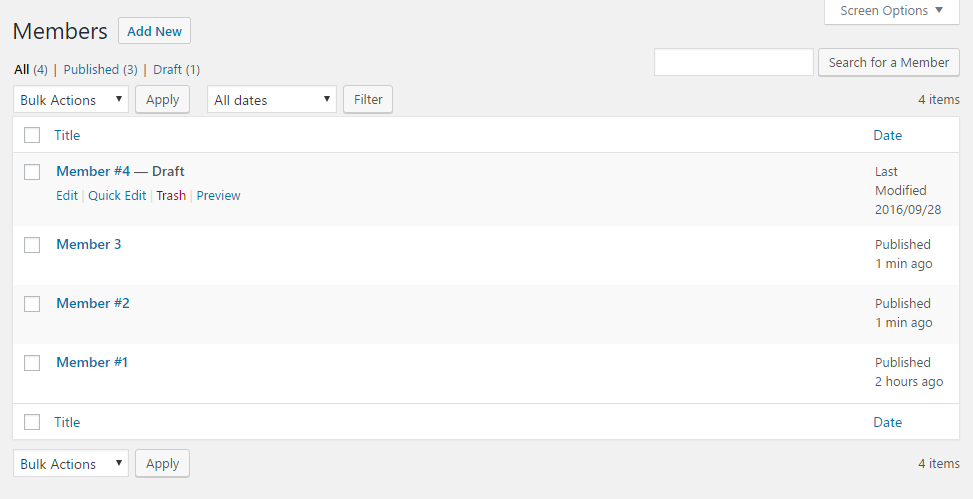 Screen Options
Members Add New
All (4) | Published (3) | Draft (1)
Search for a Member
Bulk Actions Apply All dates Filter 4 items
Title Date
Member #4 — Draft Last
Modified
Edit | Quick Edit | Trash | Preview 2016/09/28
Member 3 Published
1 min ago
Member #2 Published
1 min ago
Member #1 Published
2 hours ago
Title Date
Bulk Actions Apply 4 items